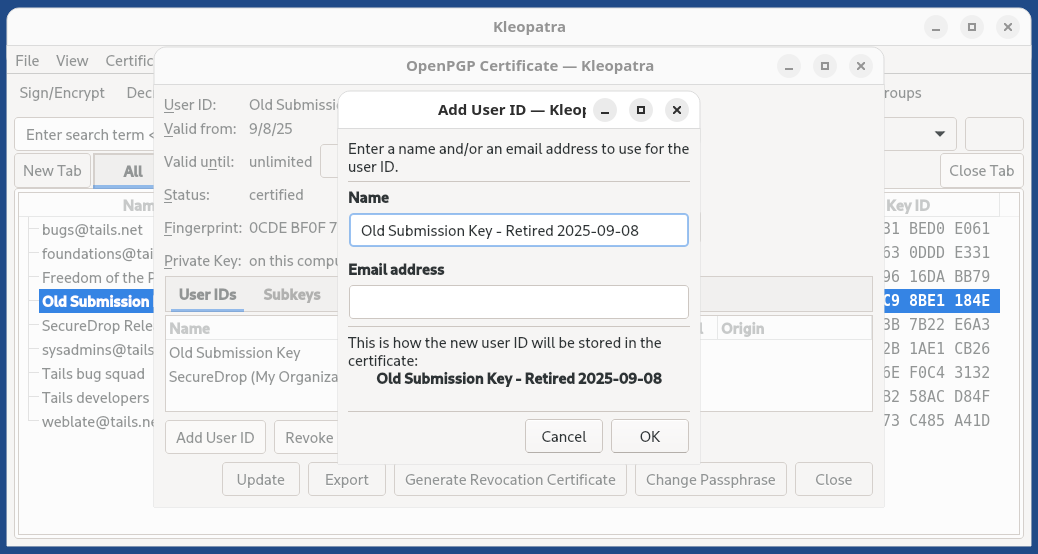 Kleopatra
File View Certific
OpenPGP Certificate — Kleopatra
Sign/Encrypt Dec
roups
User ID: Old Submissi
Add User ID — Kleop
Valid from: 9/8/25
Enter search term <
Enter a name and/or an email address to use for the
user ID.
Valid until: unlimited
New Tab All
Close Tab
Status: certified
Name
Nam
Key ID
Fingerprint: 0CDE BF0F 7
Old Submission Key - Retired 2025-09-08
bugs@tails.net
31 BED0 E061
foundations@tai
63 0DDD E331
Private Key: on this compu
Email address
Freedom of the P
96 16DA BB79
User IDs Subkeys
Old Submission
C9 8BE1 184E
Name
Origin
SecureDrop Rele
3B 7B22 E6A3
This is how the new user ID will be stored in the
certificate:
Old Submission Key - Retired 2025-09-08
Old Submission Key
sysadmins@tails
2B 1AE1 CB26
SecureDrop (My Organiza
Tails bug squad
6E F0C4 3132
Tails developers
B2 58AC D84F
weblate@tails.ne
73 C485 A41D
Add User ID Revoke
Cancel OK
Update Export Generate Revocation Certificate Change Passphrase Close